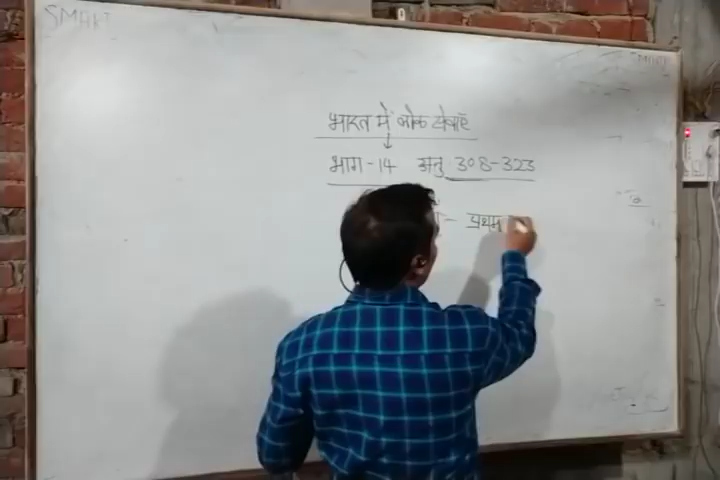 SMART
भारत में लोक सेवाएँ
भाग-14 अनु 308-323
प्रथम